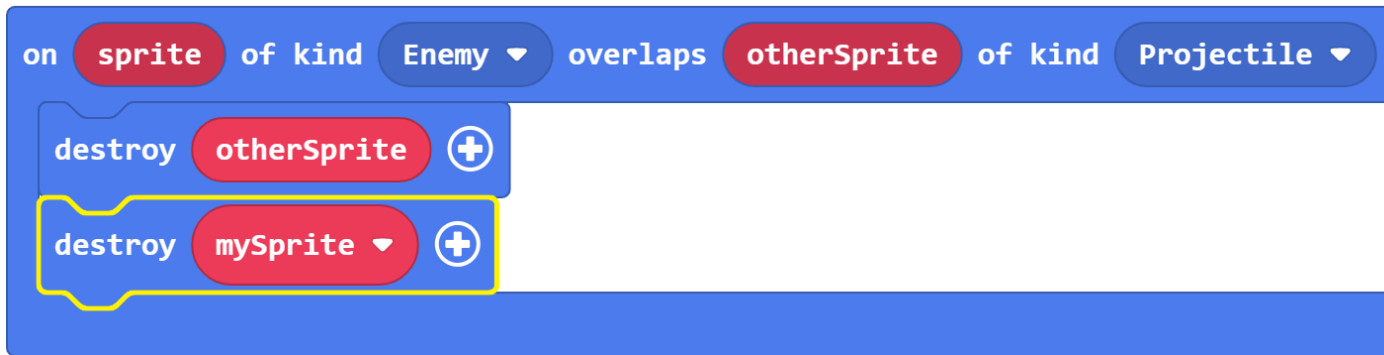 on sprite of kind Enemy overlaps otherSprite of kind Projectile
destroy otherSprite
destroy mySprite